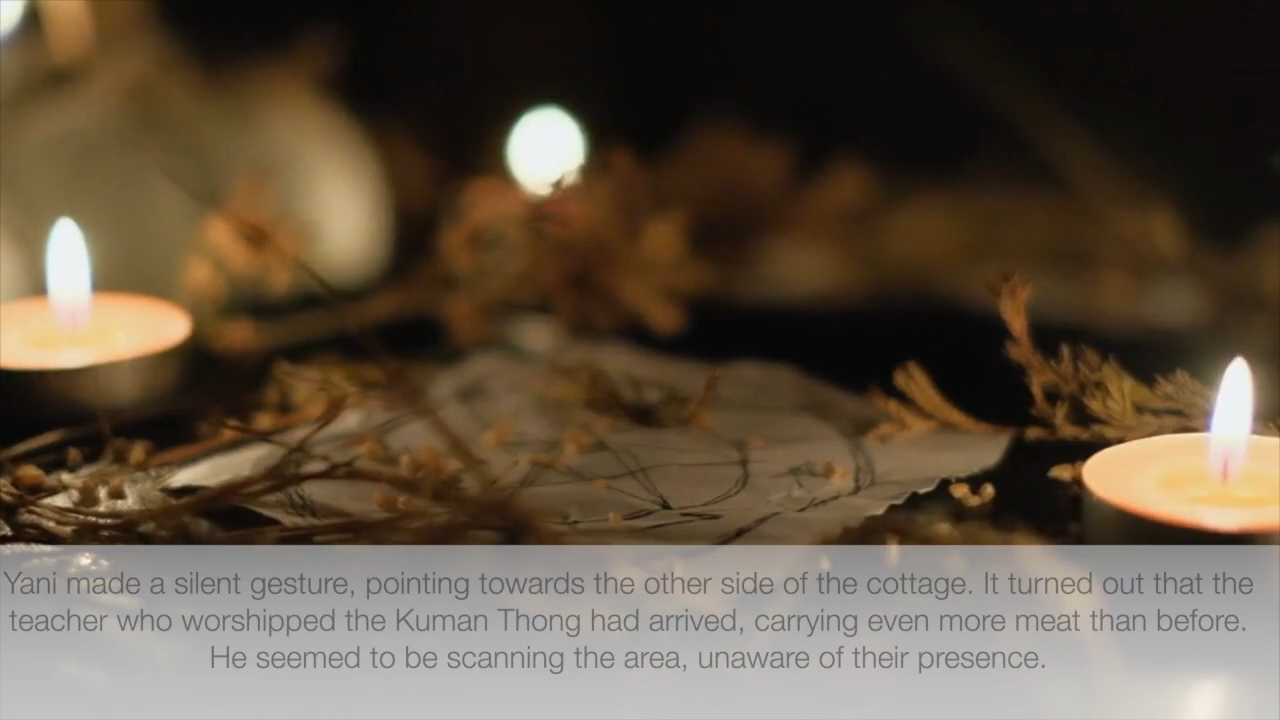 Yani made a silent gesture, pointing towards the other side of the cottage. It turned out that the
teacher who worshipped the Kuman Thong had arrived, carrying even more meat than before.
He seemed to be scanning the area, unaware of their presence.